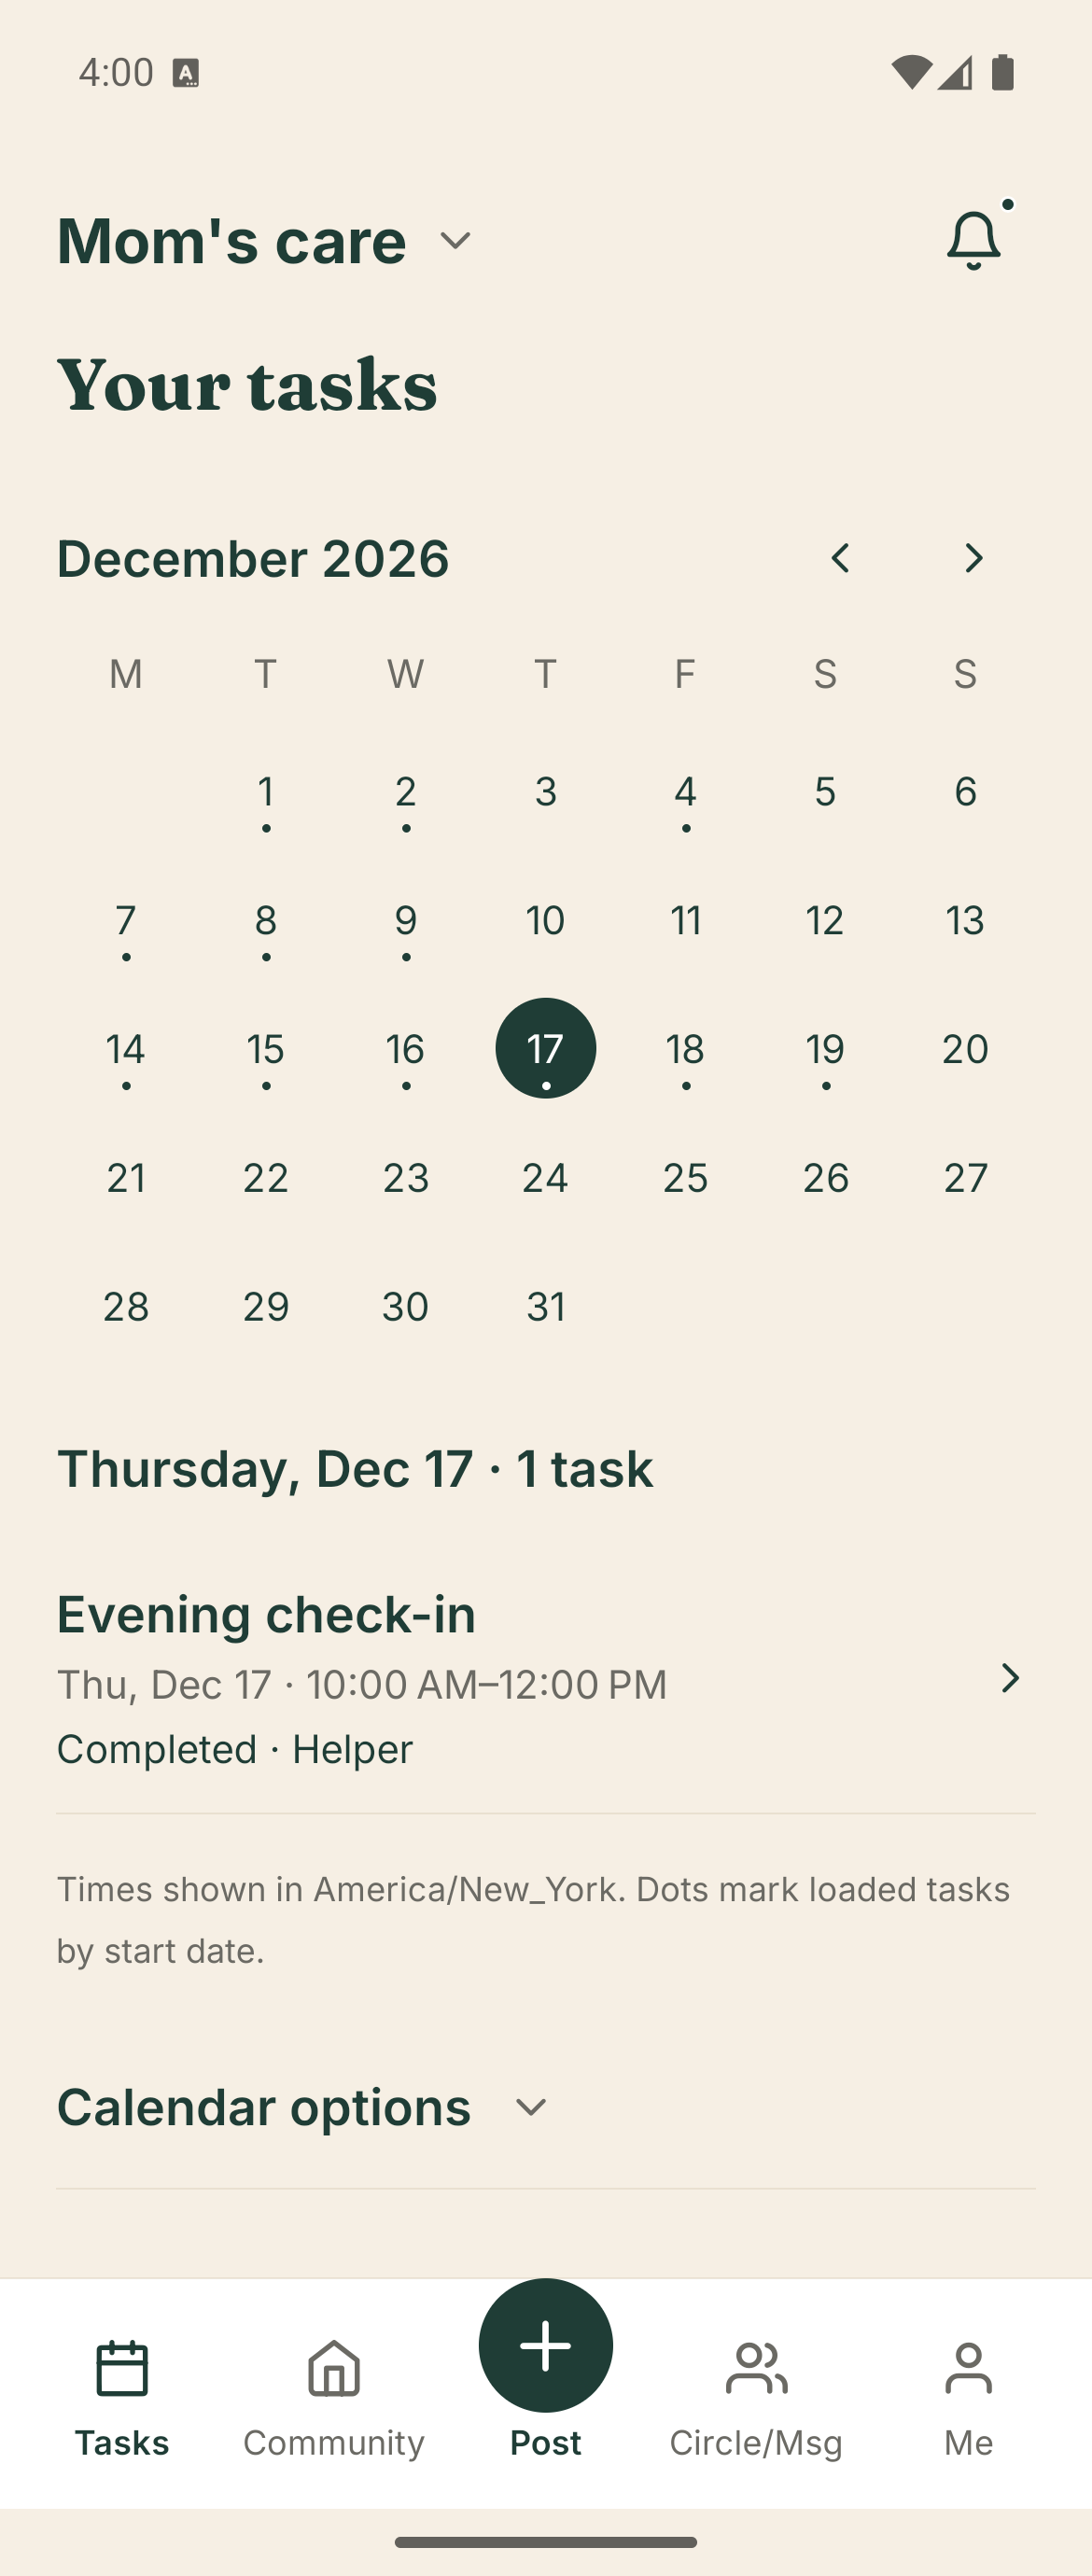 4:00
Mom's care
Your tasks
December 2026
M T W T F S S
1 2 3 4 5 6
7 8 9 10 11 12 13
14 15 16 17 18 19 20
21 22 23 24 25 26 27
28 29 30 31
Thursday, Dec 17 · 1 task
Evening check-in
Thu, Dec 17 · 10:00 AM–12:00 PM
Completed · Helper
Times shown in America/New_York. Dots mark loaded tasks
by start date.
Calendar options
Tasks Community Post Circle/Msg Me